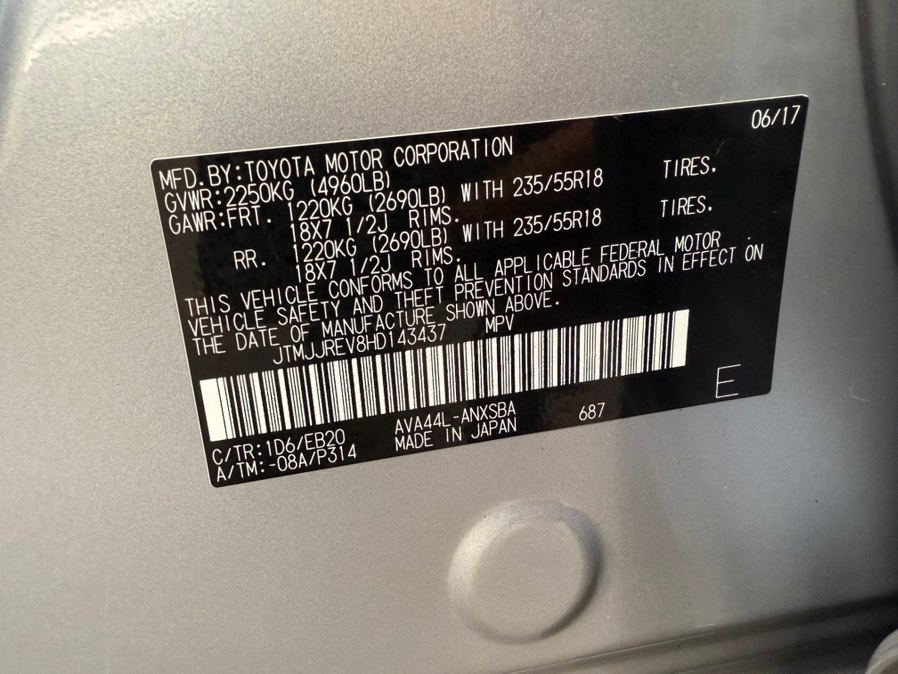 06/17
MFD.BY:TOYOTA MOTOR CORPORATION
GVWR:2250KG (4960LB)
GAWR:FRT. 1220KG (2690LB) WITH 235/55R18 TIRES.
18X7 1/2J RIMS.
RR. 1220KG (2690LB) WITH 235/55R18 TIRES.
18X7 1/2J RIMS.
THIS VEHICLE CONFORMS TO ALL APPLICABLE FEDERAL MOTOR
VEHICLE SAFETY AND THEFT PREVENTION STANDARDS IN EFFECT ON
THE DATE OF MANUFACTURE SHOWN ABOVE.
JTMJJREV8HD143437 MPV
E
C/TR:1D6/EB20 AVA44L-ANXSBA 687
A/TM:-08A/P314 MADE IN JAPAN